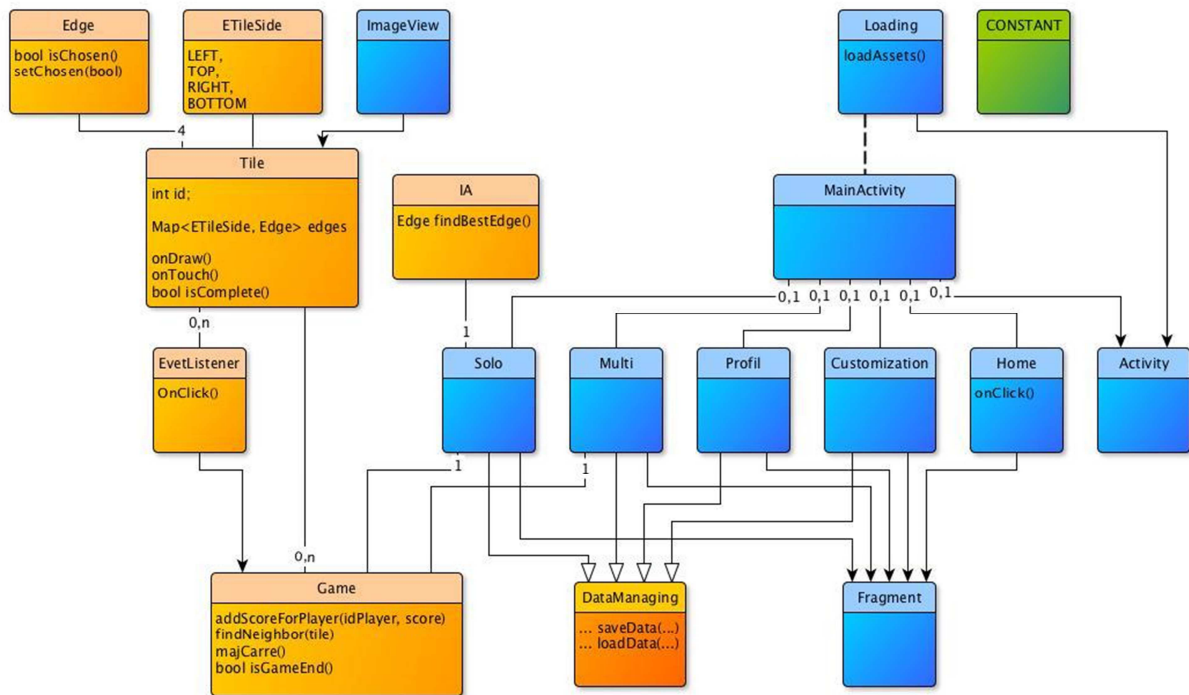 Edge
bool isChosen()
setChosen(bool)
ETileSide
LEFT,
TOP,
RIGHT,
BOTTOM
ImageView
Loading
loadAssets()
CONSTANT
4
Tile
int id;
Map<ETileSide, Edge> edges
onDraw()
onTouch()
bool isComplete()
IA
Edge findBestEdge()
MainActivity
0,1
0,1
0,1
0,1
0,1
0,1
0,n
1
EvetListener
OnClick()
Solo
Multi
Profil
Customization
Home
onClick()
Activity
1
1
0,n
Game
addScoreForPlayer(idPlayer, score)
findNeighbor(tile)
majCarre()
bool isGameEnd()
DataManaging
... saveData(...)
... loadData(...)
Fragment